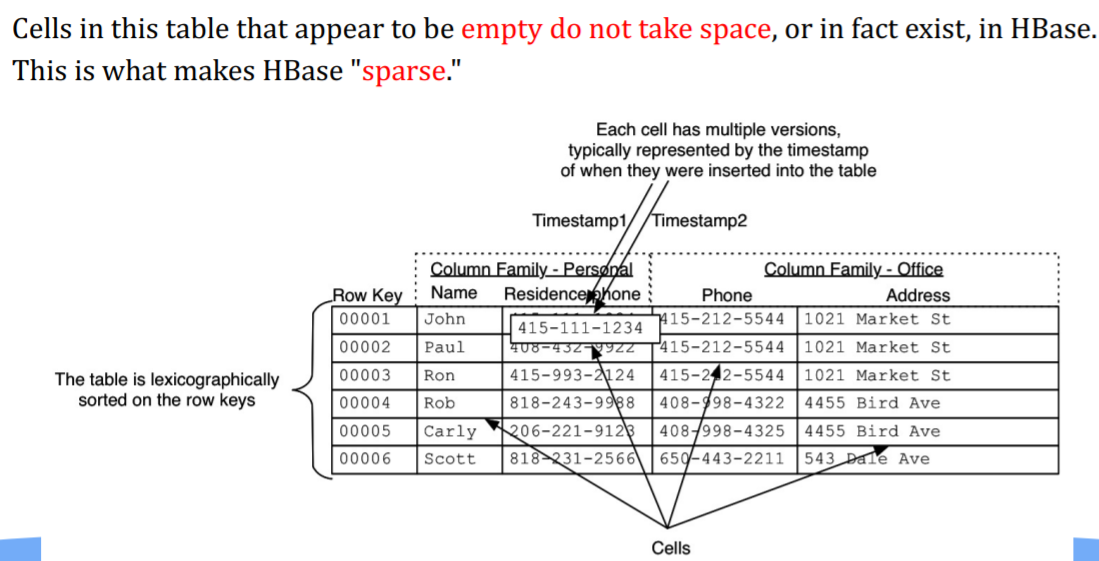 Cells in this table that appear to be empty do not take space, or in fact exist, in HBase.
This is what makes HBase "sparse."
Each cell has multiple versions,
typically represented by the timestamp
of when they were inserted into the table
Timestamp1 Timestamp2
Column Family - Personal Column Family - Office
Row Key Name Residence phone Phone Address
00001 John 415-111-1234 415-212-5544 1021 Market St
00002 Paul 408-432-9922 415-212-5544 1021 Market St
00003 Ron 415-993-2124 415-212-5544 1021 Market St
00004 Rob 818-243-9988 408-998-4322 4455 Bird Ave
00005 Carly 206-221-9123 408-998-4325 4455 Bird Ave
00006 Scott 818-231-2566 650-443-2211 543 Dale Ave
The table is lexicographically
sorted on the row keys
Cells